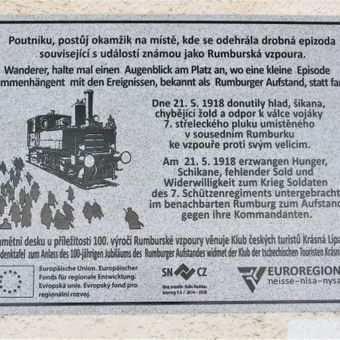 Poutníku, postůj okamžik na místě, kde se odehrála drobná epizoda
související s událostí známou jako Rumburská vzpoura.
Wanderer, halte mal einen Augenblick am Platz an, wo eine kleine Episode
mmenhängent mit den Ereignissen, bekannt als Rumburger Aufstand, statt fa
Dne 21. 5. 1918 donutily hlad, šikana,
chybějící žold a odpor k válce vojáky
7. střeleckého pluku umístěného
v sousedním Rumburku
ke vzpouře proti svým velicím.
Am 21. 5. 1918 erzwangen Hunger,
Schikane, fehlender Sold und
Widerwilligkeit zum Krieg Soldaten
des 7. Schützenregiments untergebracht
im benachbarten Rumburg zum Aufstand
gegen ihre Kommandanten.
mětní desku u příležitosti 100. výročí Rumburské vzpoury věnuje Klub českých turistů Krásná Lípa
denktafel zum Anlass des 100-jährigen Jubiläums des Rumburger Aufstandes widmet der Klub der tschechischen Touristen Krásn
Europäische Union. Europäischer
Fonds für regionale Entwicklung.
Evropská unie. Evropský fond pro
regionální rozvoj.
SN CZ
2014 – 2020
EUROREGION
neisse-nisa-nysa